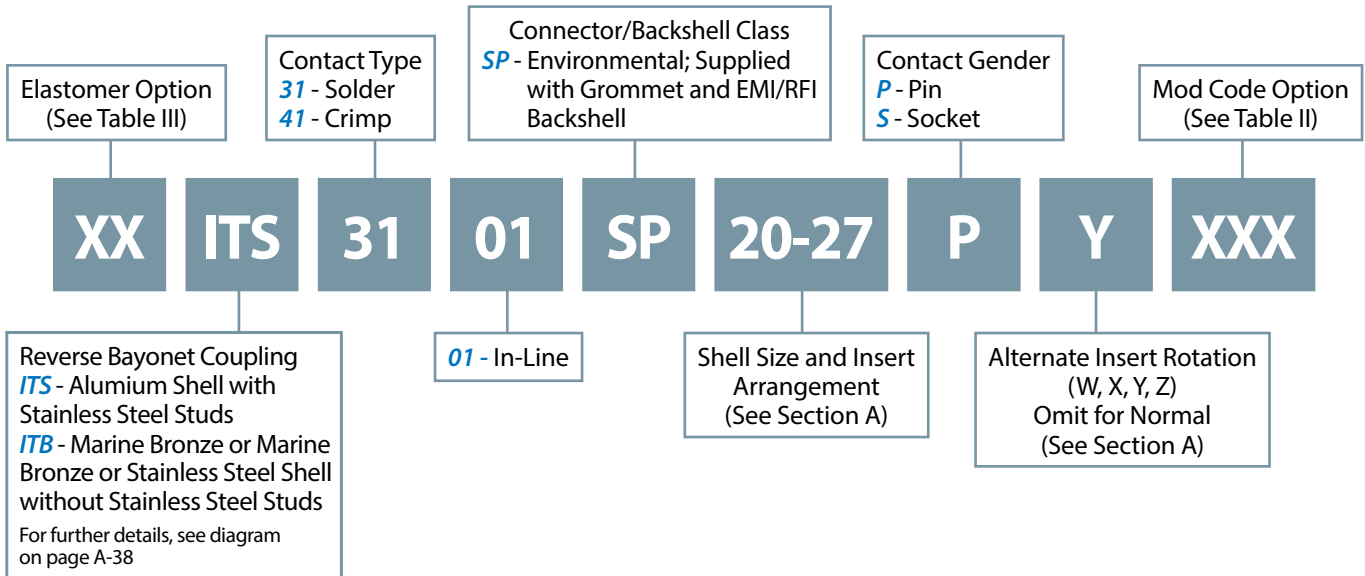 Elastomer Option
(See Table III)
Contact Type
31 - Solder
41 - Crimp
Connector/Backshell Class
SP - Environmental; Supplied
with Grommet and EMI/RFI
Backshell
Contact Gender
P - Pin
S - Socket
Mod Code Option
(See Table II)
XX ITS 31 01 SP 20-27 P Y XXX
Reverse Bayonet Coupling
ITS - Alumium Shell with
Stainless Steel Studs
ITB - Marine Bronze or Marine
Bronze or Stainless Steel Shell
without Stainless Steel Studs
For further details, see diagram
on page A-38
01 - In-Line
Shell Size and Insert
Arrangement
(See Section A)
Alternate Insert Rotation
(W, X, Y, Z)
Omit for Normal
(See Section A)